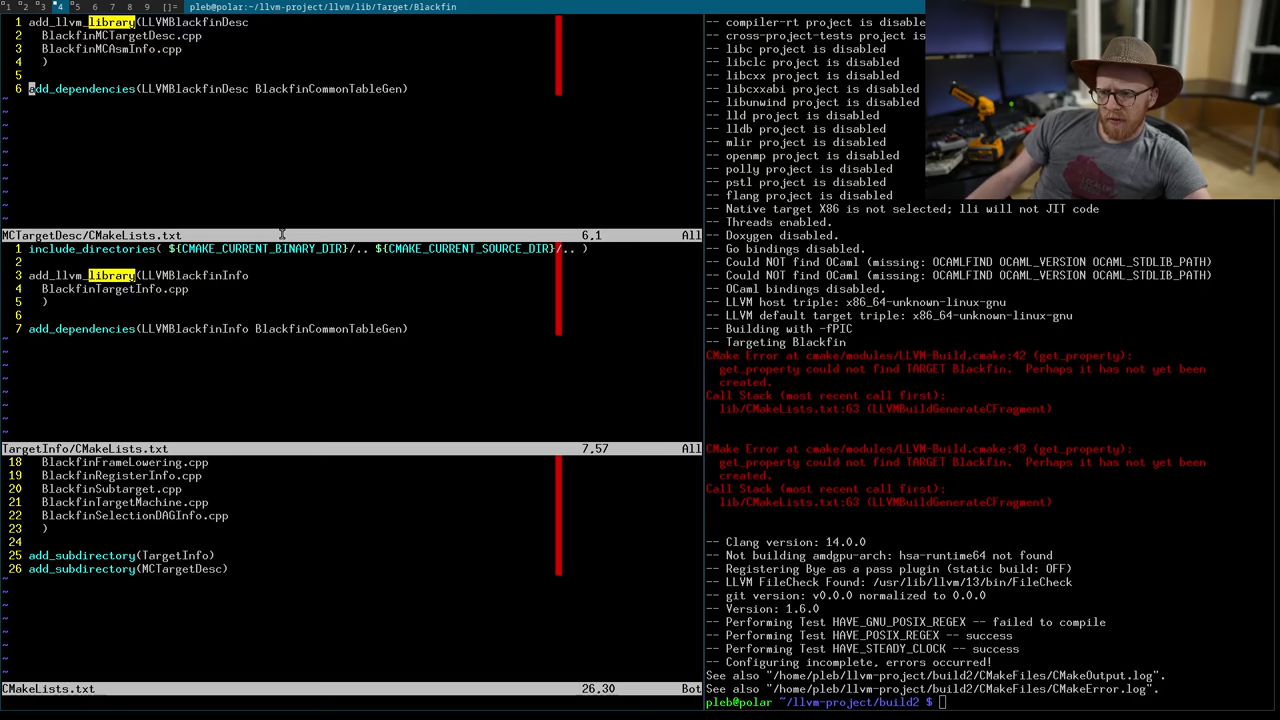 1 2 3 4 5 6 7 8 9 []= pleb@polar:~/llvm-project/llvm/lib/Target/Blackfin
1 add_llvm_library(LLVMBlackfinDesc
2 BlackfinMCTargetDesc.cpp
3 BlackfinMCAsmInfo.cpp
4 )
5
6 add_dependencies(LLVMBlackfinDesc BlackfinCommonTableGen)
~
~
~
~
~
~
~
~
~
~
MCTargetDesc/CMakeLists.txt 6,1 All
1 include_directories( ${CMAKE_CURRENT_BINARY_DIR}/.. ${CMAKE_CURRENT_SOURCE_DIR}/.. )
2
3 add_llvm_library(LLVMBlackfinInfo
4 BlackfinTargetInfo.cpp
5 )
6
7 add_dependencies(LLVMBlackfinInfo BlackfinCommonTableGen)
~
~
~
~
~
~
~
~
TargetInfo/CMakeLists.txt 7,57 All
18 BlackfinFrameLowering.cpp
19 BlackfinRegisterInfo.cpp
20 BlackfinSubtarget.cpp
21 BlackfinTargetMachine.cpp
22 BlackfinSelectionDAGInfo.cpp
23 )
24
25 add_subdirectory(TargetInfo)
26 add_subdirectory(MCTargetDesc)
~
~
~
~
~
~
~
~
CMakeLists.txt 26,30 Bot
-- compiler-rt project is disable
-- cross-project-tests project is
-- libc project is disabled
-- libclc project is disabled
-- libcxx project is disabled
-- libcxxabi project is disabled
-- libunwind project is disabled
-- lld project is disabled
-- lldb project is disabled
-- mlir project is disabled
-- openmp project is disabled
-- polly project is disabled
-- pstl project is disabled
-- flang project is disabled
-- Native target X86 is not selected; lli will not JIT code
-- Threads enabled.
-- Doxygen disabled.
-- Go bindings disabled.
-- Could NOT find OCaml (missing: OCAMLFIND OCAML_VERSION OCAML_STDLIB_PATH)
-- Could NOT find OCaml (missing: OCAMLFIND OCAML_VERSION OCAML_STDLIB_PATH)
-- OCaml bindings disabled.
-- LLVM host triple: x86_64-unknown-linux-gnu
-- LLVM default target triple: x86_64-unknown-linux-gnu
-- Building with -fPIC
-- Targeting Blackfin
CMake Error at cmake/modules/LLVM-Build.cmake:42 (get_property):
get_property could not find TARGET Blackfin. Perhaps it has not yet been
created.
Call Stack (most recent call first):
lib/CMakeLists.txt:63 (LLVMBuildGenerateCFragment)
CMake Error at cmake/modules/LLVM-Build.cmake:43 (get_property):
get_property could not find TARGET Blackfin. Perhaps it has not yet been
created.
Call Stack (most recent call first):
lib/CMakeLists.txt:63 (LLVMBuildGenerateCFragment)
-- Clang version: 14.0.0
-- Not building amdgpu-arch: hsa-runtime64 not found
-- Registering Bye as a pass plugin (static build: OFF)
-- LLVM FileCheck Found: /usr/lib/llvm/13/bin/FileCheck
-- git version: v0.0.0 normalized to 0.0.0
-- Version: 1.6.0
-- Performing Test HAVE_GNU_POSIX_REGEX -- failed to compile
-- Performing Test HAVE_POSIX_REGEX -- success
-- Performing Test HAVE_STEADY_CLOCK -- success
-- Configuring incomplete, errors occurred!
See also "/home/pleb/llvm-project/build2/CMakeFiles/CMakeOutput.log".
See also "/home/pleb/llvm-project/build2/CMakeFiles/CMakeError.log".
pleb@polar ~/llvm-project/build2 $